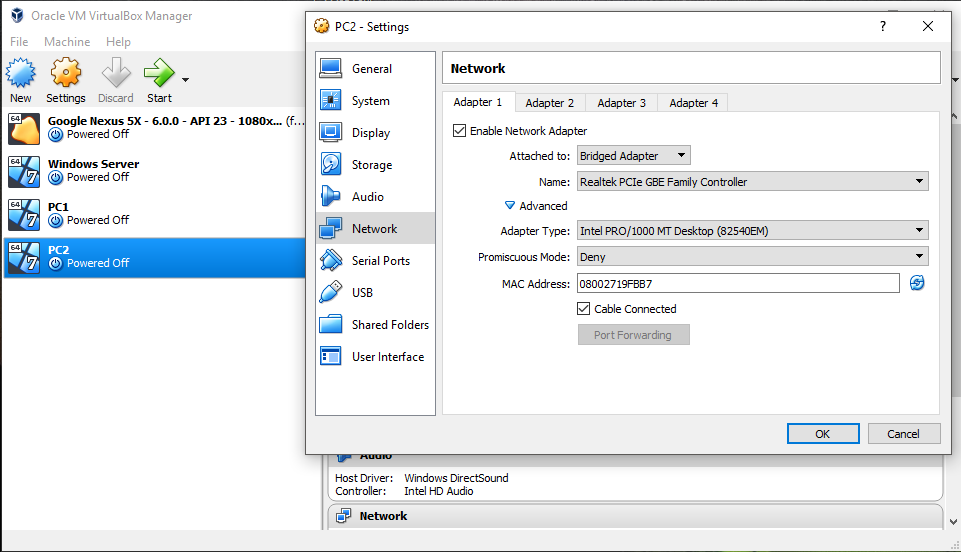 Oracle VM VirtualBox Manager
File Machine Help
New Settings Discard Start
64 Google Nexus 5X - 6.0.0 - API 23 - 1080x... (f...
Powered Off
64 7 Windows Server
Powered Off
64 7 PC1
Powered Off
64 7 PC2
Powered Off
PC2 - Settings ?
General
System
Display
Storage
Audio
Network
Serial Ports
USB
Shared Folders
User Interface
Network
Adapter 1 Adapter 2 Adapter 3 Adapter 4
Enable Network Adapter
Attached to: Bridged Adapter
Name: Realtek PCIe GBE Family Controller
Advanced
Adapter Type: Intel PRO/1000 MT Desktop (82540EM)
Promiscuous Mode: Deny
MAC Address: 08002719FBB7
Cable Connected
Port Forwarding
OK Cancel
Audio
Host Driver: Windows DirectSound
Controller: Intel HD Audio
Network